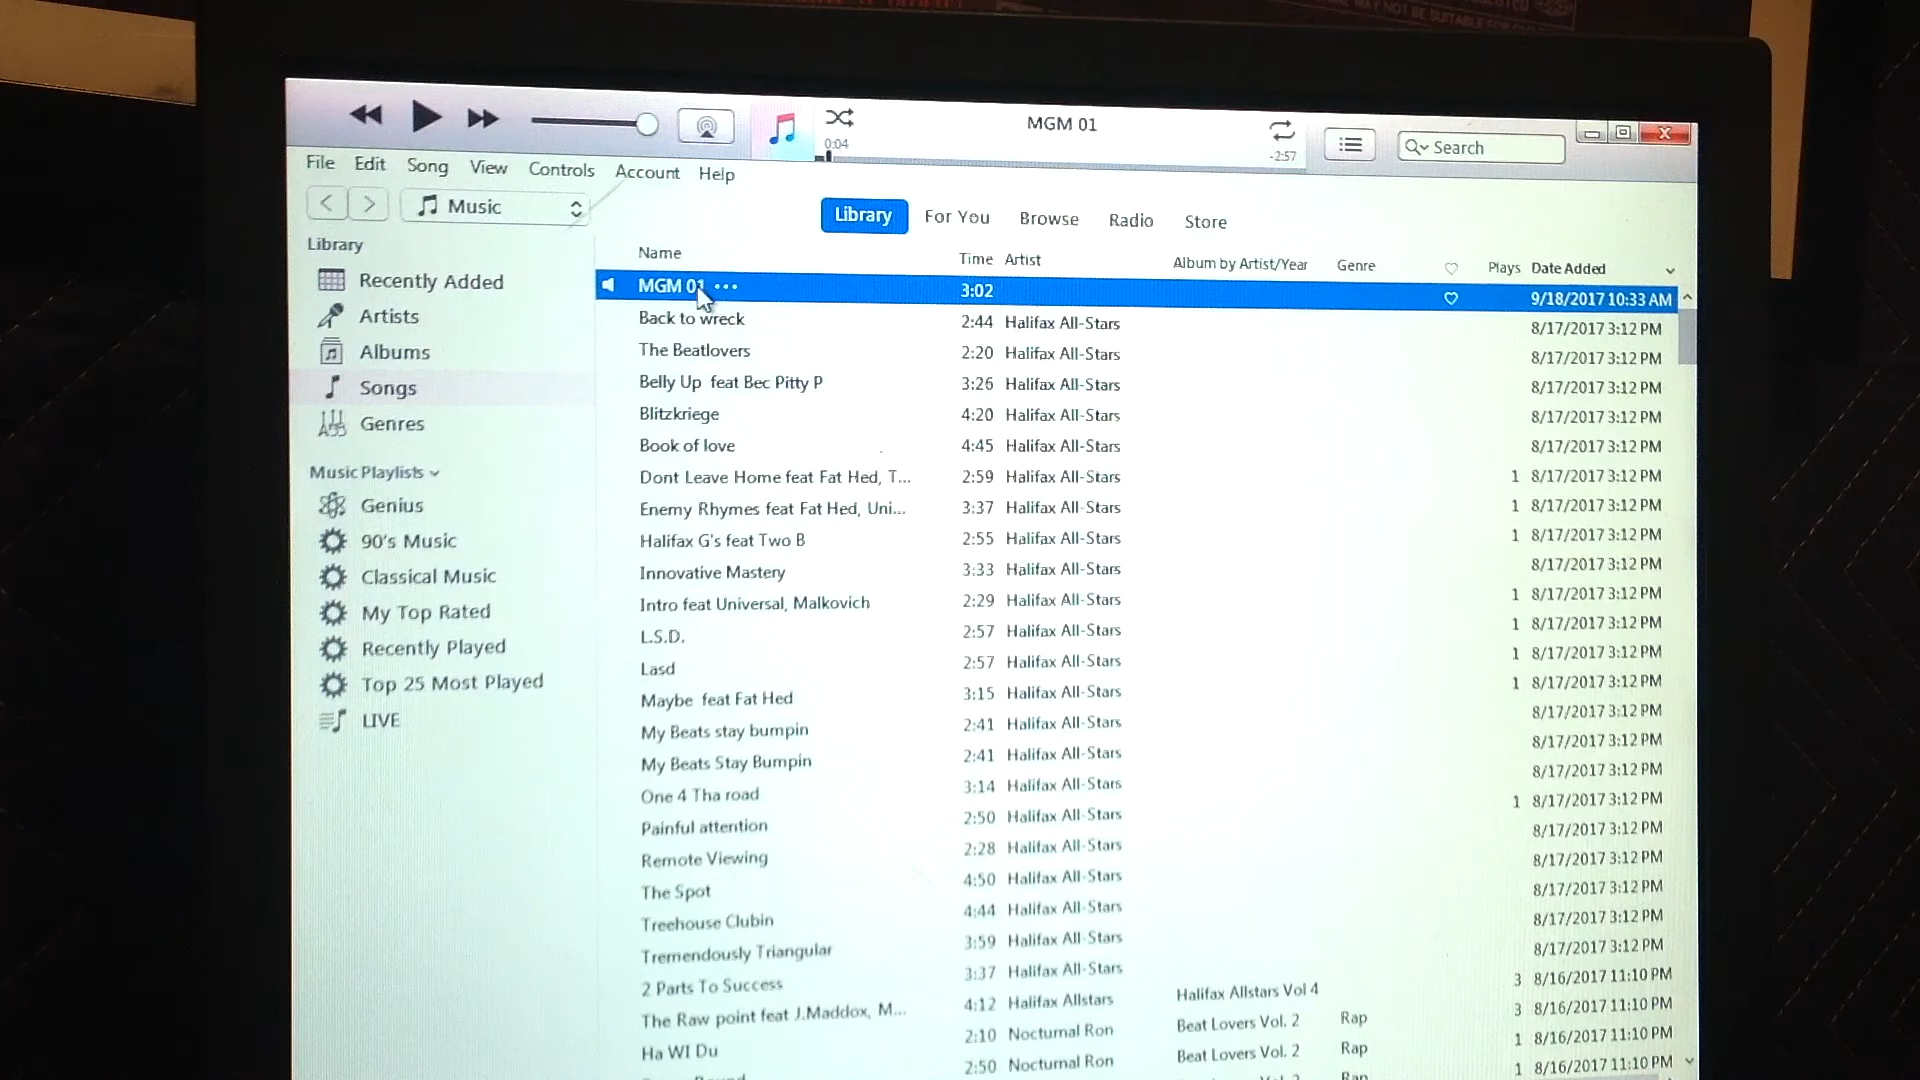 MAY NOT BE SUITABLE FOR
MGM 01
0:04
-2:57
Search
File Edit Song View Controls Account Help
Music
Library For You Browse Radio Store
Library
Recently Added
Artists
Albums
Songs
Genres
Music Playlists
Genius
90's Music
Classical Music
My Top Rated
Recently Played
Top 25 Most Played
LIVE
Name Time Artist Album by Artist/Year Genre Plays Date Added
MGM 01 ... 3:02 9/18/2017 10:33 AM
Back to wreck 2:44 Halifax All-Stars 8/17/2017 3:12 PM
The Beatlovers 2:20 Halifax All-Stars 8/17/2017 3:12 PM
Belly Up feat Bec Pitty P 3:26 Halifax All-Stars 8/17/2017 3:12 PM
Blitzkriege 4:20 Halifax All-Stars 8/17/2017 3:12 PM
Book of love 4:45 Halifax All-Stars 8/17/2017 3:12 PM
Dont Leave Home feat Fat Hed, T... 2:59 Halifax All-Stars 1 8/17/2017 3:12 PM
Enemy Rhymes feat Fat Hed, Uni... 3:37 Halifax All-Stars 1 8/17/2017 3:12 PM
Halifax G's feat Two B 2:55 Halifax All-Stars 1 8/17/2017 3:12 PM
Innovative Mastery 3:33 Halifax All-Stars 8/17/2017 3:12 PM
Intro feat Universal, Malkovich 2:29 Halifax All-Stars 1 8/17/2017 3:12 PM
L.S.D. 2:57 Halifax All-Stars 1 8/17/2017 3:12 PM
Lasd 2:57 Halifax All-Stars 1 8/17/2017 3:12 PM
Maybe feat Fat Hed 3:15 Halifax All-Stars 1 8/17/2017 3:12 PM
My Beats stay bumpin 2:41 Halifax All-Stars 8/17/2017 3:12 PM
My Beats Stay Bumpin 2:41 Halifax All-Stars 8/17/2017 3:12 PM
One 4 Tha road 3:14 Halifax All-Stars 8/17/2017 3:12 PM
Painful attention 2:50 Halifax All-Stars 1 8/17/2017 3:12 PM
Remote Viewing 2:28 Halifax All-Stars 8/17/2017 3:12 PM
The Spot 4:50 Halifax All-Stars 8/17/2017 3:12 PM
Treehouse Clubin 4:44 Halifax All-Stars 8/17/2017 3:12 PM
Tremendously Triangular 3:59 Halifax All-Stars 8/17/2017 3:12 PM
2 Parts To Success 3:37 Halifax All-Stars 8/17/2017 3:12 PM
The Raw point feat J.Maddox, M... 4:12 Halifax Allstars Halifax Allstars Vol 4 3 8/16/2017 11:10 PM
Ha WI Du 2:10 Nocturnal Ron Beat Lovers Vol. 2 Rap 3 8/16/2017 11:10 PM
2:50 Nocturnal Ron Beat Lovers Vol. 2 Rap 1 8/16/2017 11:10 PM
1 8/16/2017 11:10 PM